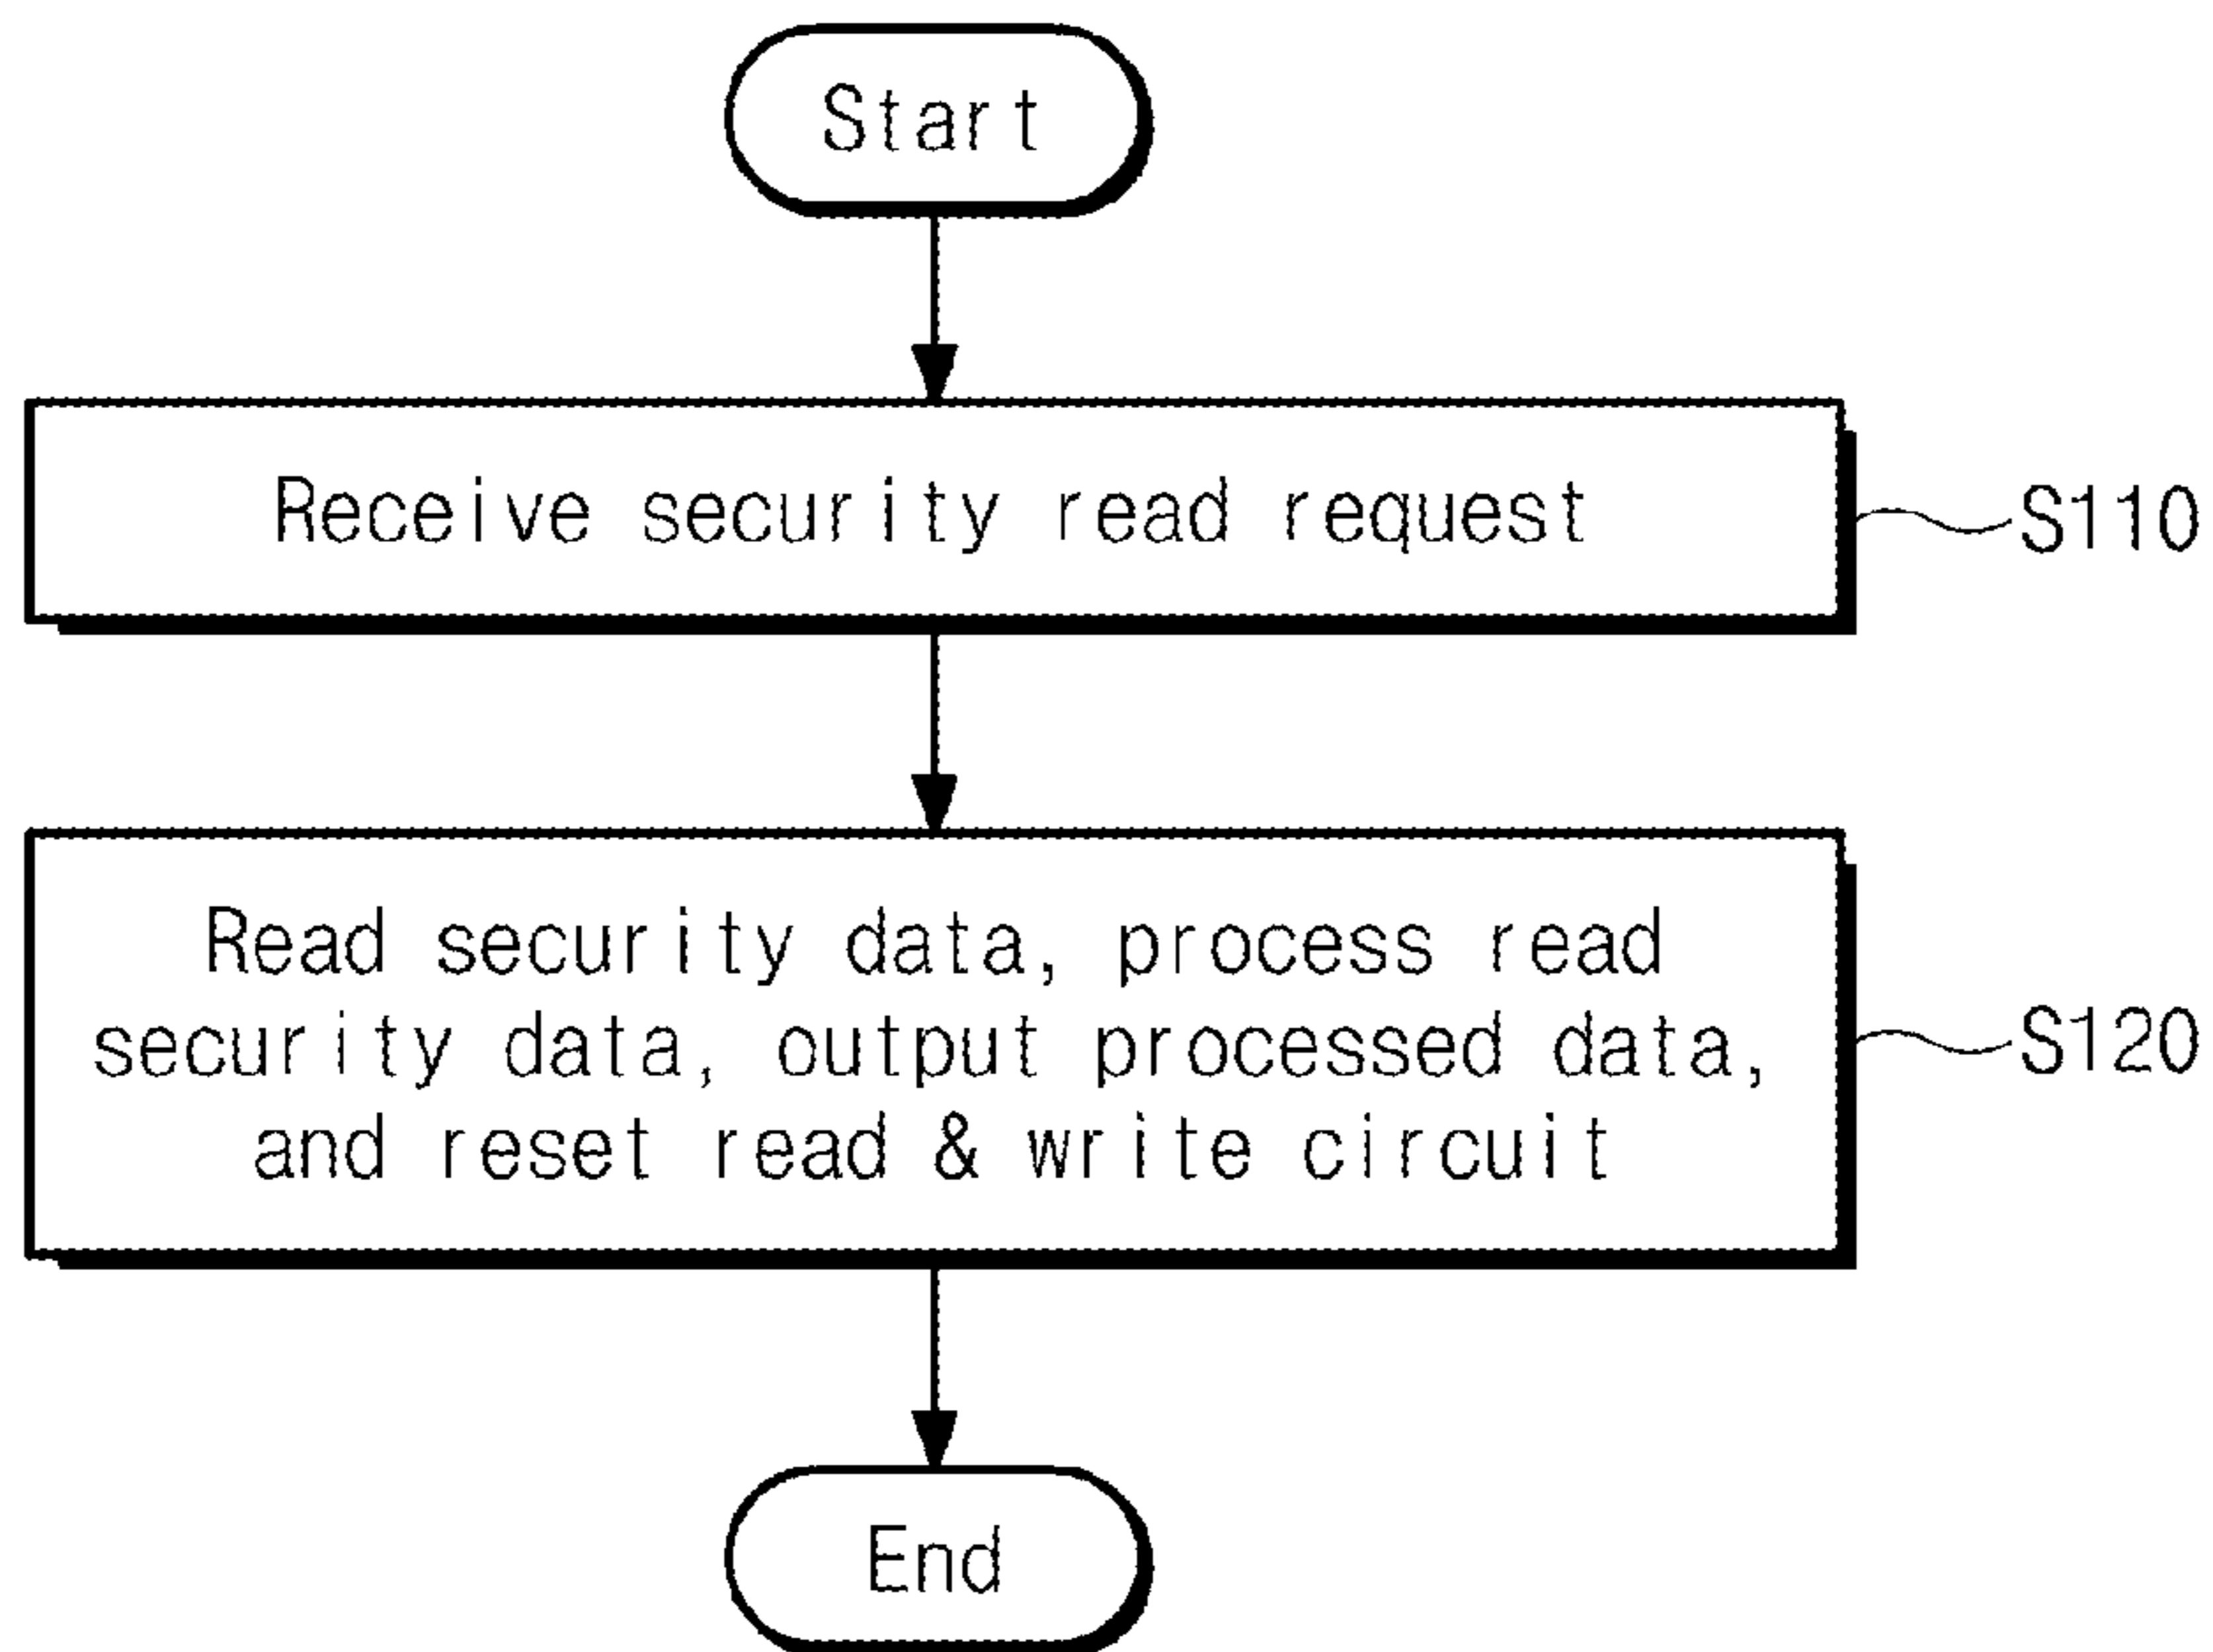 Start
Receive security read request
S110
Read security data, process read
security data, output processed data,
and reset read & write circuit
S120
End